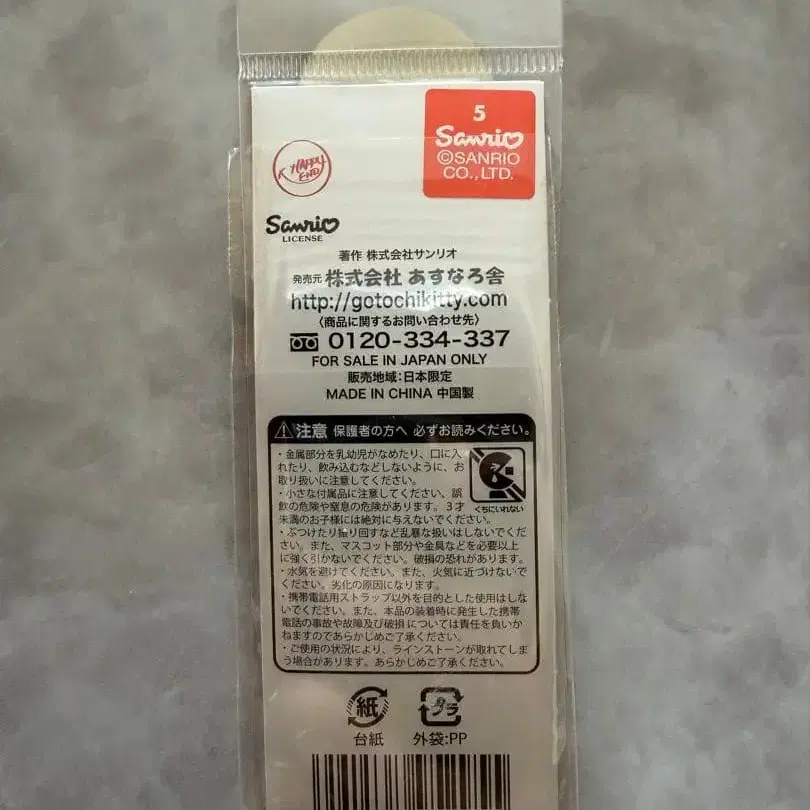 5
Sanrio
©SANRIO
CO.,LTD.
HAPPY
END
Sanrio
LICENSE
著作 株式会社サンリオ
発売元 株式会社 あすなろ舎
http://gotochikitty.com
〈商品に関するお問い合わせ先〉
0120-334-337
FOR SALE IN JAPAN ONLY
販売地域:日本限定
MADE IN CHINA 中国製
注意 保護者の方へ 必ずお読みください。
・金属部分を乳幼児がなめたり、口に入
れたり、飲み込むなどしないように、お
取り扱いに注意してください。
・小さな付属品に注意してください、誤
飲の危険や窒息の危険があります。3才
未満のお子様には絶対に与えないでください。
くちにいれない
・ぶつけたり振り回すなど乱暴な扱いはしないでくだ
さい。また、マスコット部分や金具などを必要以上
に強く引かないでください。破損の恐れがあります。
・水気を避けてください。また、火気に近づけないで
ください。劣化の原因になります。
・携帯電話用ストラップ以外を目的とした使用はしな
いでください。また、本品の装着時に発生した携帯
電話の事故や故障及び破損については責任を負いか
ねますのであらかじめご了承ください。
・ご使用の状況により、ラインストーンが取れてしま
う場合があります。あらかじめご了承ください。
紙
プラ
台紙
外袋:PP